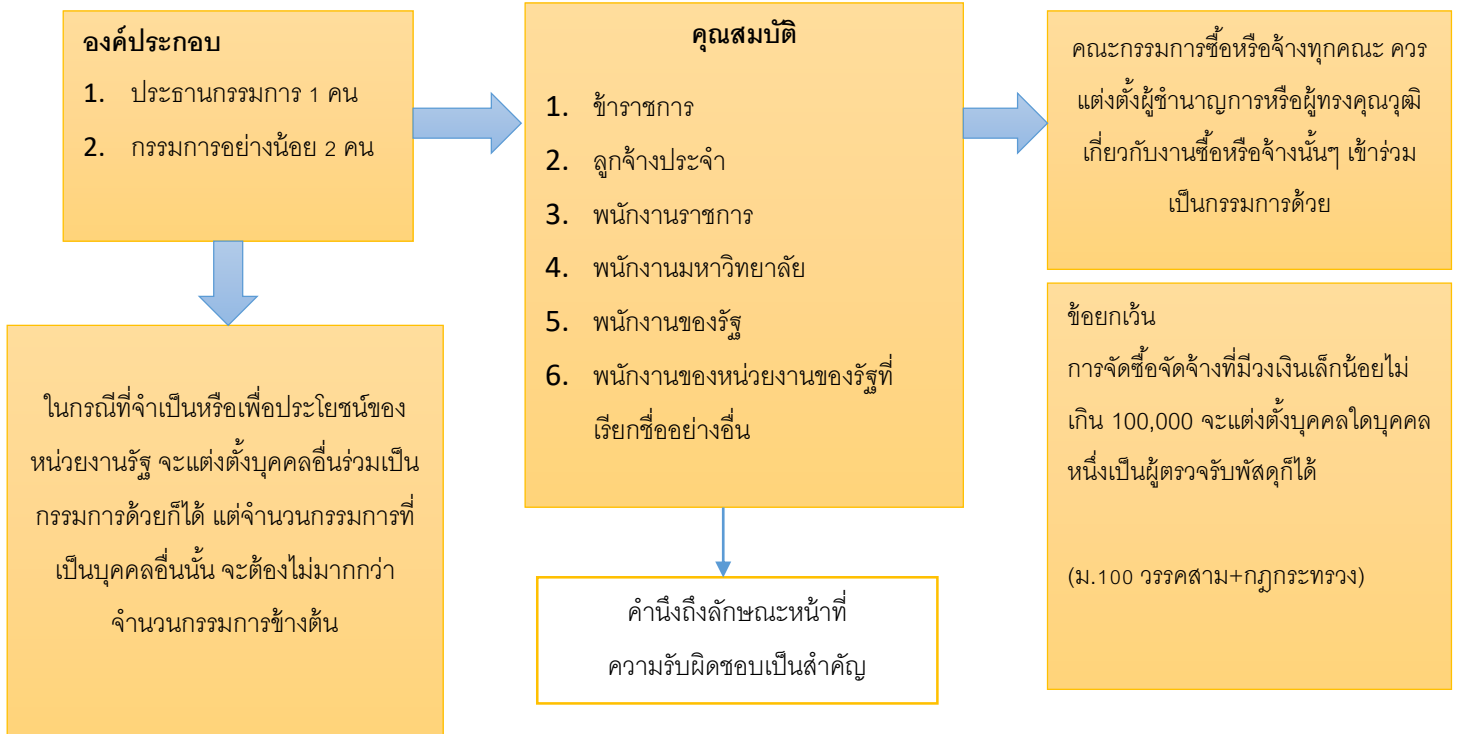 องค์ประกอบ
1. ประธานกรรมการ 1 คน
2. กรรมการอย่างน้อย 2 คน
ในกรณีที่จำเป็นหรือเพื่อประโยชน์ของ
หน่วยงานรัฐ จะแต่งตั้งบุคคลอื่นร่วมเป็น
กรรมการด้วยก็ได้ แต่จำนวนกรรมการที่
เป็นบุคคลอื่นนั้น จะต้องไม่มากกว่า
จำนวนกรรมการข้างต้น
คุณสมบัติ
1. ข้าราชการ
2. ลูกจ้างประจำ
3. พนักงานราชการ
4. พนักงานมหาวิทยาลัย
5. พนักงานของรัฐ
6. พนักงานของหน่วยงานของรัฐที่
เรียกชื่ออย่างอื่น
คำนึงถึงลักษณะหน้าที่
ความรับผิดชอบเป็นสำคัญ
คณะกรรมการซื้อหรือจ้างทุกคณะ ควร
แต่งตั้งผู้ชำนาญการหรือผู้ทรงคุณวุฒิ
เกี่ยวกับงานซื้อหรือจ้างนั้นๆ เข้าร่วม
เป็นกรรมการด้วย
ข้อยกเว้น
การจัดซื้อจัดจ้างที่มีวงเงินเล็กน้อยไม่
เกิน 100,000 จะแต่งตั้งบุคคลใดบุคคล
หนึ่งเป็นผู้ตรวจรับพัสดุก็ได้
(ม.100 วรรคสาม+กฎกระทรวง)